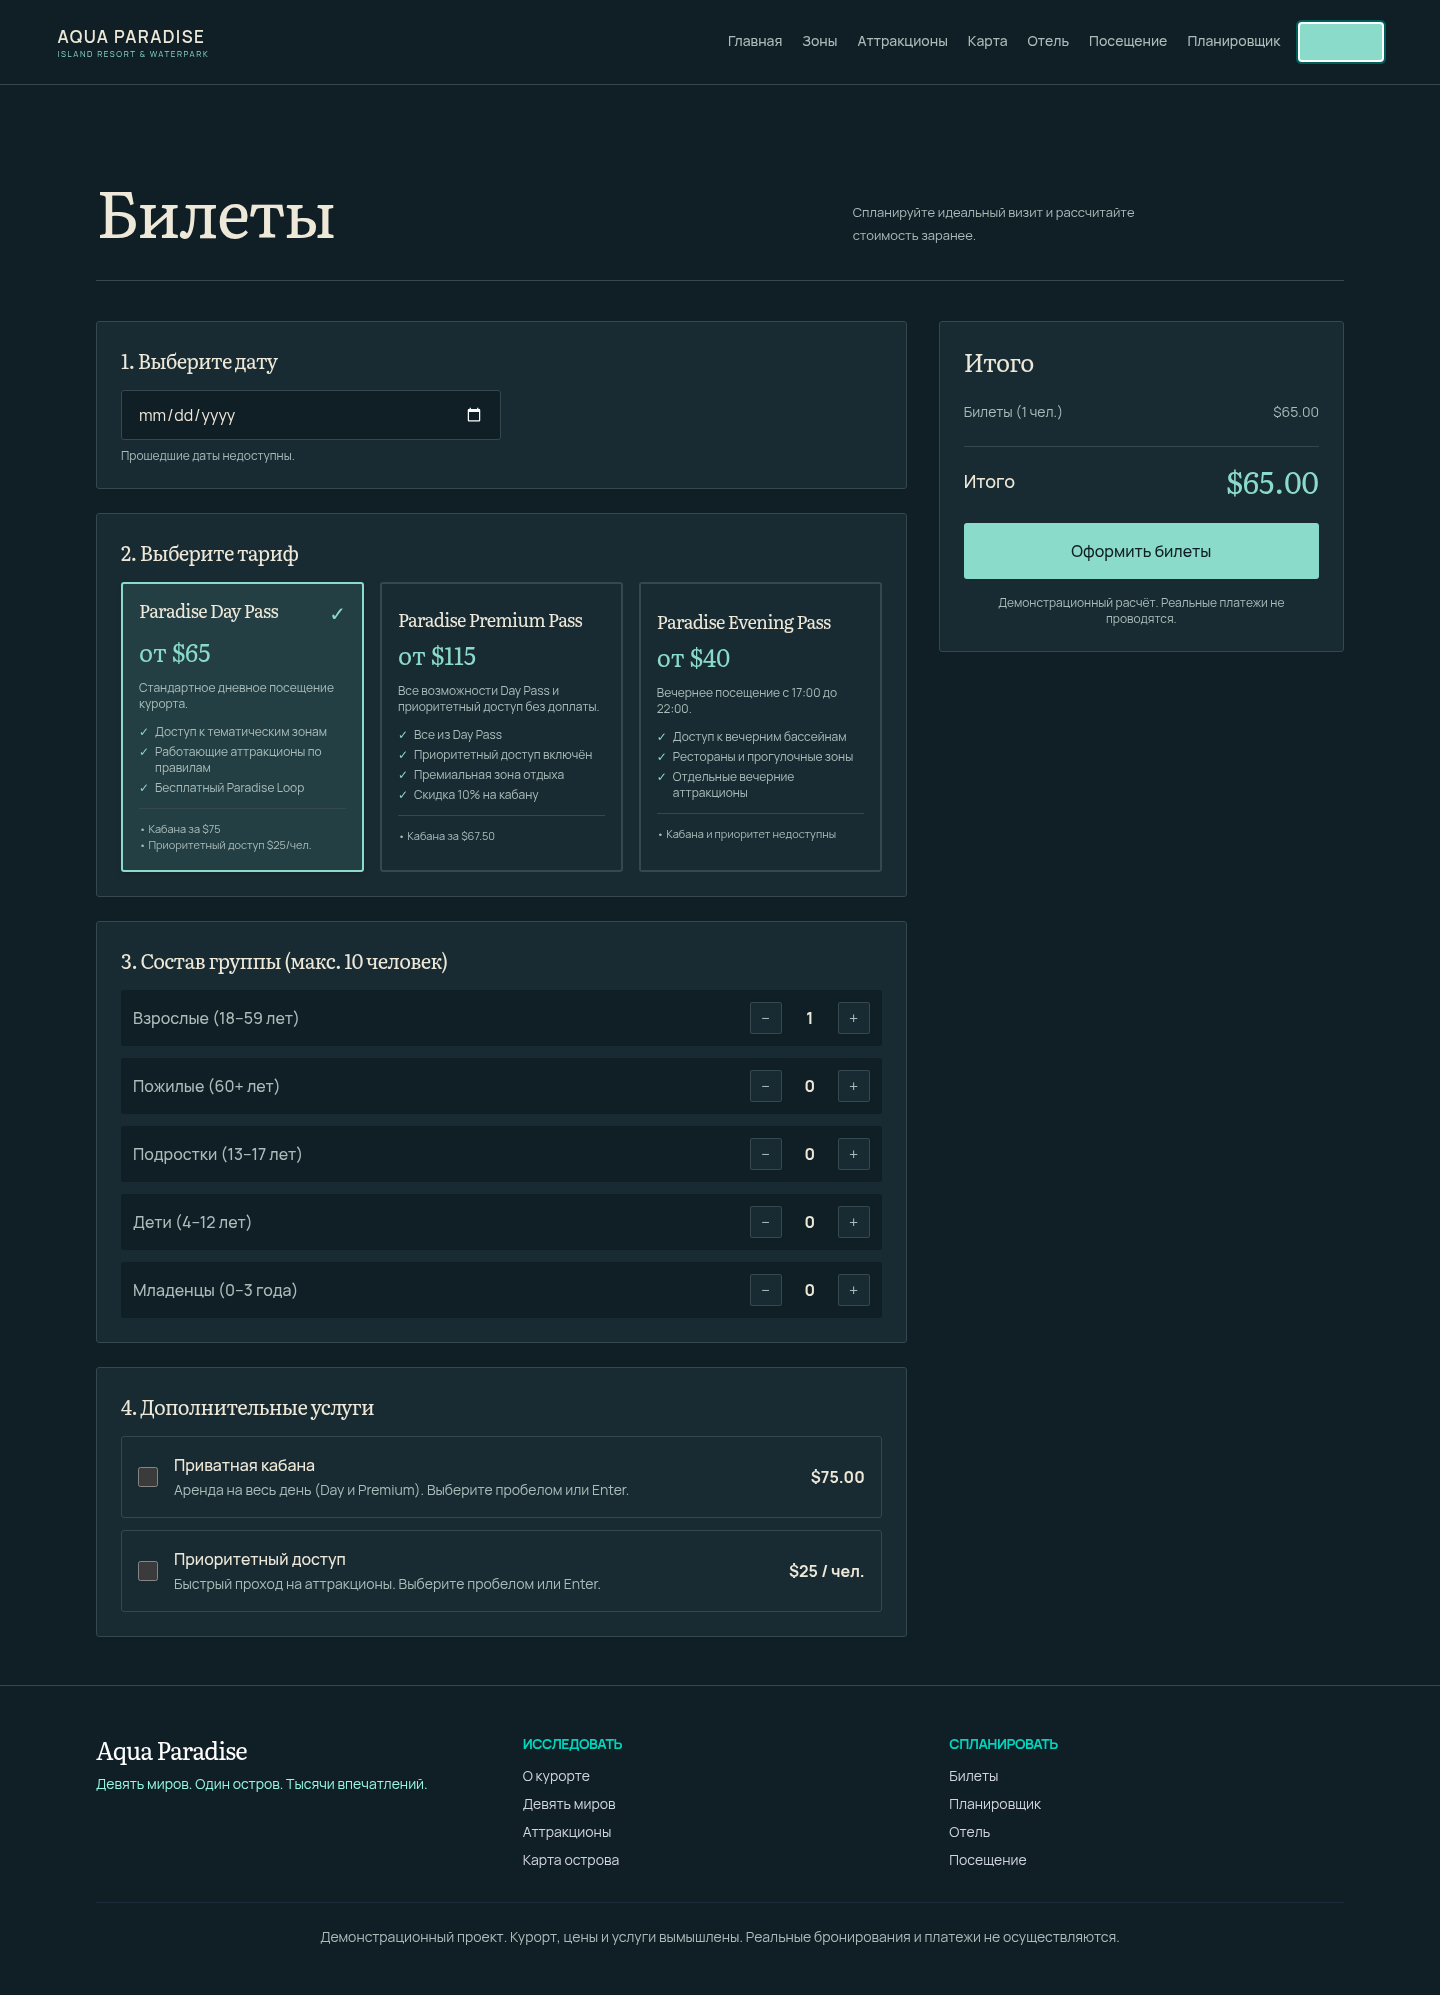 AQUA PARADISE
ISLAND RESORT & WATERPARK
Главная Зоны Аттракционы Карта Отель Посещение Планировщик
Билеты
Спланируйте идеальный визит и рассчитайте
стоимость заранее.
1. Выберите дату
mm/dd/yyyy
Прошедшие даты недоступны.
2. Выберите тариф
Paradise Day Pass ✓
от $65
Стандартное дневное посещение
курорта.
✓ Доступ к тематическим зонам
✓ Работающие аттракционы по
правилам
✓ Бесплатный Paradise Loop
• Кабана за $75
• Приоритетный доступ $25/чел.
Paradise Premium Pass
от $115
Все возможности Day Pass и
приоритетный доступ без доплаты.
✓ Все из Day Pass
✓ Приоритетный доступ включён
✓ Премиальная зона отдыха
✓ Скидка 10% на кабану
• Кабана за $67.50
Paradise Evening Pass
от $40
Вечернее посещение с 17:00 до
22:00.
✓ Доступ к вечерним бассейнам
✓ Рестораны и прогулочные зоны
✓ Отдельные вечерние
аттракционы
• Кабана и приоритет недоступны
3. Состав группы (макс. 10 человек)
Взрослые (18–59 лет) − 1 +
Пожилые (60+ лет) − 0 +
Подростки (13–17 лет) − 0 +
Дети (4–12 лет) − 0 +
Младенцы (0–3 года) − 0 +
4. Дополнительные услуги
Приватная кабана
Аренда на весь день (Day и Premium). Выберите пробелом или Enter.
$75.00
Приоритетный доступ
Быстрый проход на аттракционы. Выберите пробелом или Enter.
$25 / чел.
Итого
Билеты (1 чел.) $65.00
Итого $65.00
Оформить билеты
Демонстрационный расчёт. Реальные платежи не
проводятся.
Aqua Paradise
Девять миров. Один остров. Тысячи впечатлений.
ИССЛЕДОВАТЬ
О курорте
Девять миров
Аттракционы
Карта острова
СПЛАНИРОВАТЬ
Билеты
Планировщик
Отель
Посещение
Демонстрационный проект. Курорт, цены и услуги вымышлены. Реальные бронирования и платежи не осуществляются.